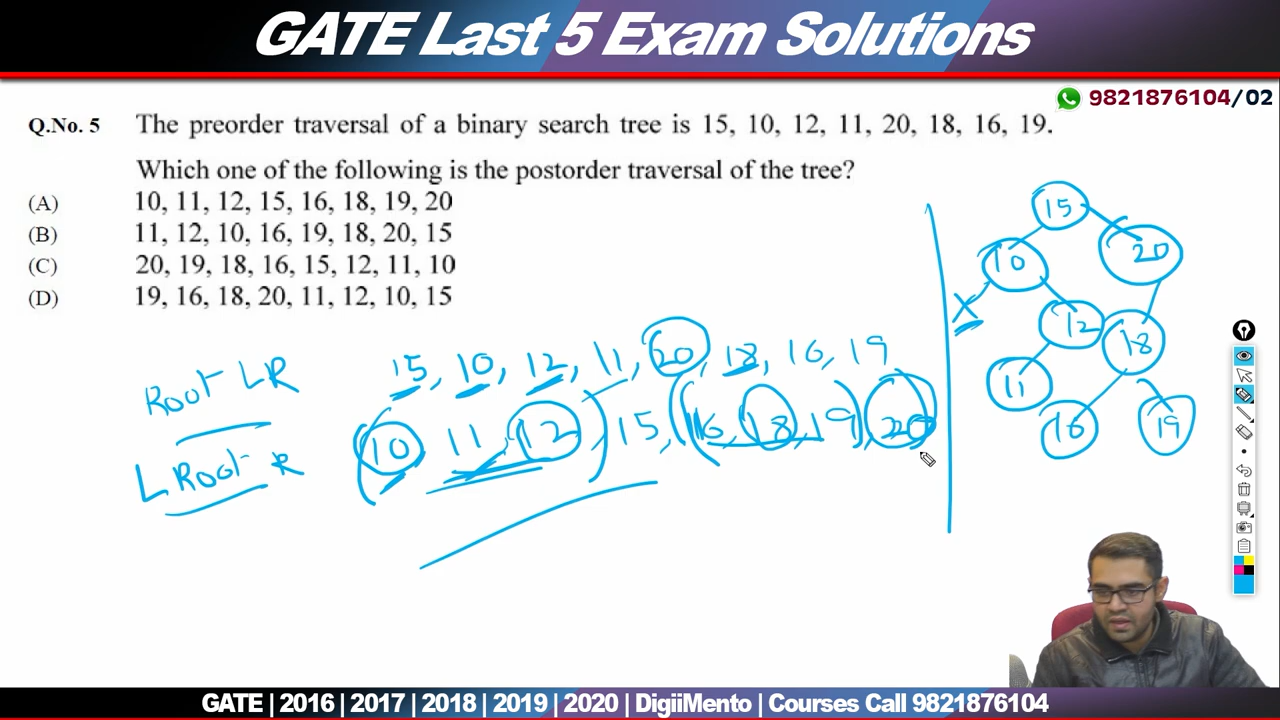 GATE Last 5 Exam Solutions
9821876104/02
Q.No. 5 The preorder traversal of a binary search tree is 15, 10, 12, 11, 20, 18, 16, 19.
Which one of the following is the postorder traversal of the tree?
(A) 10, 11, 12, 15, 16, 18, 19, 20
(B) 11, 12, 10, 16, 19, 18, 20, 15
(C) 20, 19, 18, 16, 15, 12, 11, 10
(D) 19, 16, 18, 20, 11, 12, 10, 15
Root LR 15, 10, 12, 11, 20, 18, 16, 19
L Root R (10 11, 12), 15, (16, 18, 19), 20
15
10 20
X 12 18
11 16 19
GATE | 2016 | 2017 | 2018 | 2019 | 2020 | DigiiMento | Courses Call 9821876104